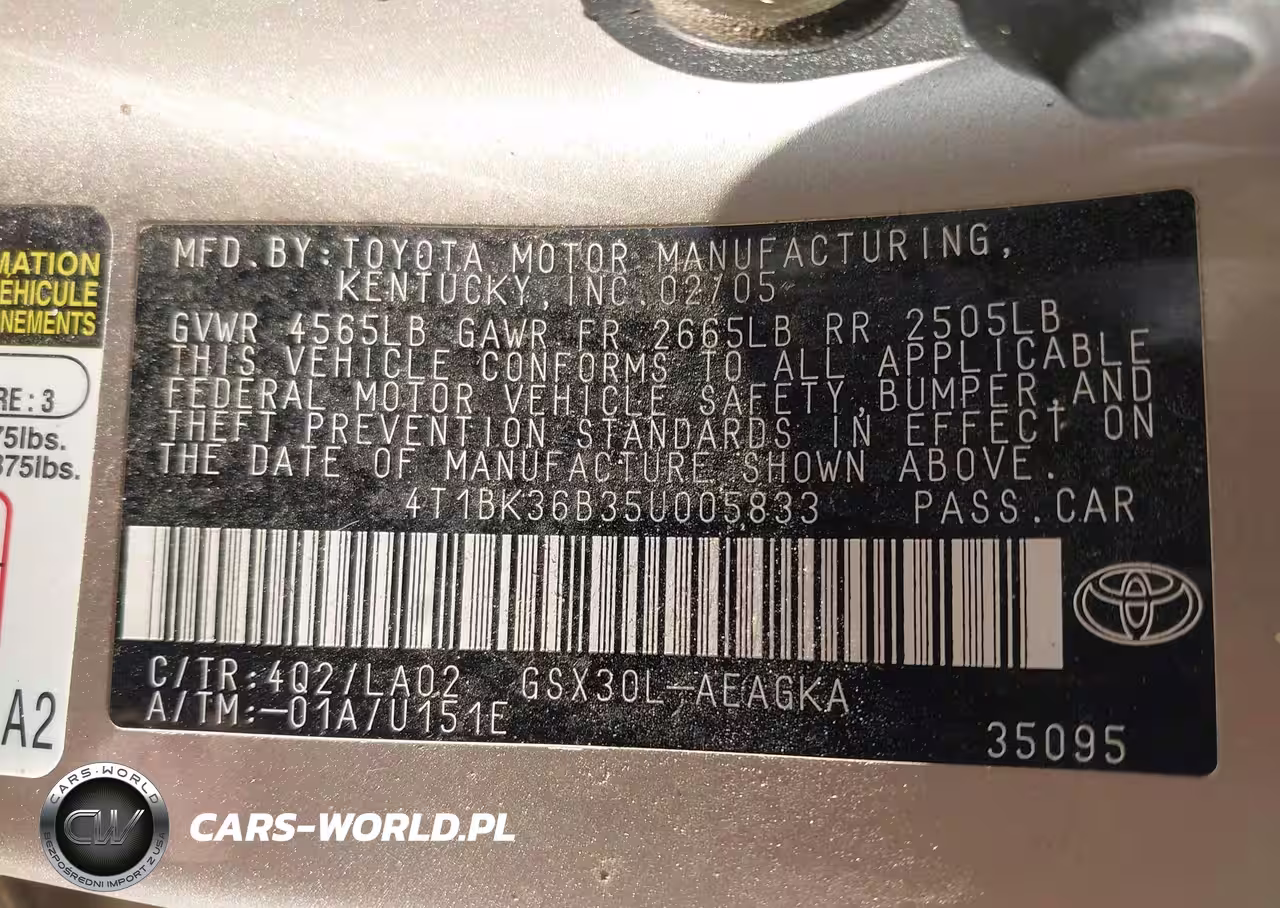 MATION
EHICULE
NEMENTS
RE: 3
75lbs.
375lbs.
A2
MFD. BY: TOYOTA MOTOR MANUFACTURING,
KENTUCKY, INC. 02/05
GVWR 4565LB GAWR FR 2665LB RR 2505LB
THIS VEHICLE CONFORMS TO ALL APPLICABLE
FEDERAL MOTOR VEHICLE SAFETY, BUMPER, AND
THEFT PREVENTION STANDARDS IN EFFECT ON
THE DATE OF MANUFACTURE SHOWN ABOVE.
4T1BK36B35U005833 PASS. CAR
C/TR: 4Q2/LA02 GSX30L-AEAGKA
A/TM: -01A/U151E
35095
CARS-WORLD
CW
BEZPOŚREDNI IMPORT Z USA
CARS-WORLD.PL